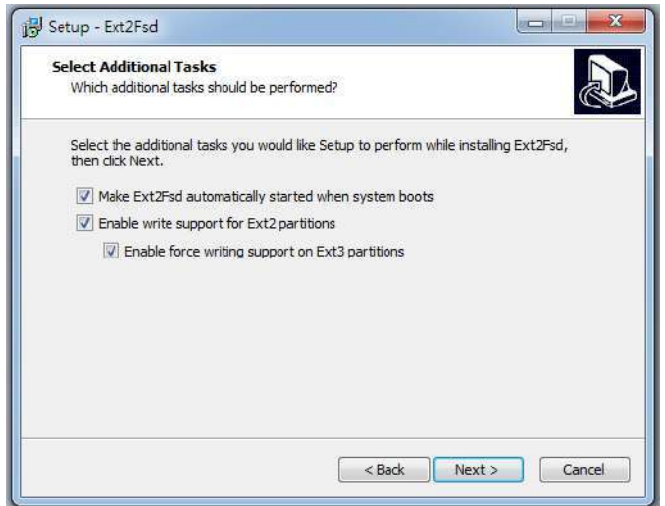 Setup - Ext2Fsd
Select Additional Tasks
Which additional tasks should be performed?
Select the additional tasks you would like Setup to perform while installing Ext2Fsd,
then click Next.
Make Ext2Fsd automatically started when system boots
Enable write support for Ext2 partitions
Enable force writing support on Ext3 partitions
< Back
Next >
Cancel